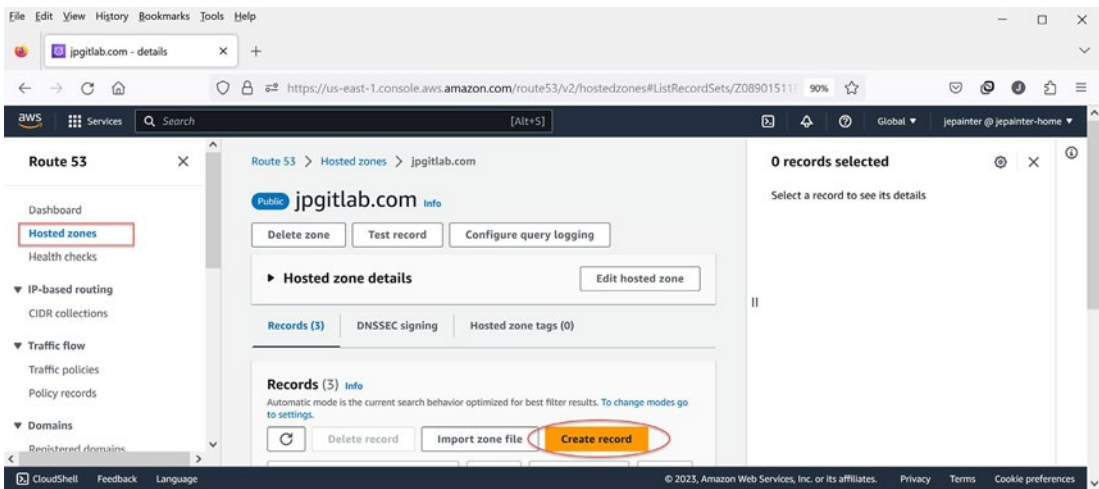 File Edit View History Bookmarks Tools Help
jpgitlab.com - details
https://us-east-1.console.aws.amazon.com/route53/v2/hostedzones#ListRecordSets/Z08901511 90%
aws Services Search [Alt+S] Global jepainter @ jepainter-home
Route 53
Dashboard
Hosted zones
Health checks
IP-based routing
CIDR collections
Traffic flow
Traffic policies
Policy records
Domains
Registered domains
Route 53 > Hosted zones > jpgitlab.com
Public jpgitlab.com Info
Delete zone Test record Configure query logging
Hosted zone details Edit hosted zone
Records (3) DNSSEC signing Hosted zone tags (0)
Records (3) Info
Automatic mode is the current search behavior optimized for best filter results. To change modes go
to settings.
Delete record Import zone file Create record
0 records selected
Select a record to see its details
CloudShell Feedback Language © 2023, Amazon Web Services, Inc. or its affiliates. Privacy Terms Cookie preferences